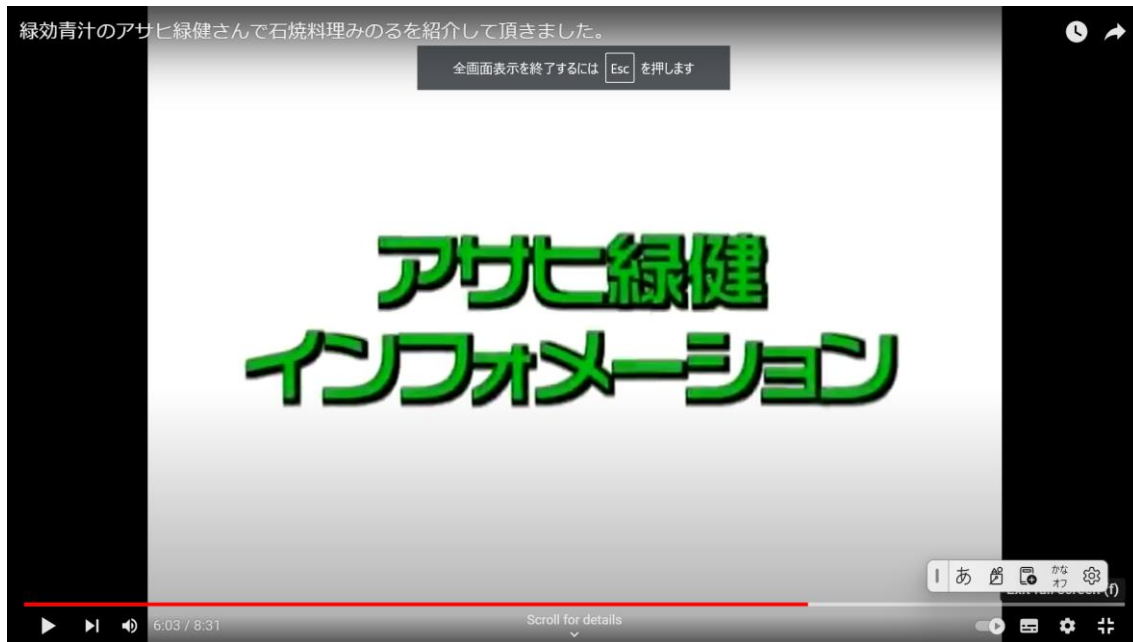 緑効青汁のアサヒ緑健さんで石焼料理みのるを紹介して頂きました。
全画面表示を終了するには Esc を押します
アサヒ緑健
インフォメーション
あ
かな
オフ
Exit full screen (f)
6:03 / 8:31
Scroll for details